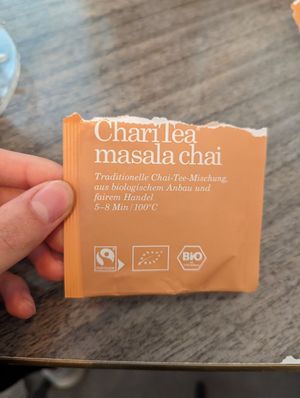 ChariTea
masala chai
Traditionelle Chai-Tee-Mischung,
aus biologischem Anbau und
fairem Handel
5–8 Min /100°C
BIO